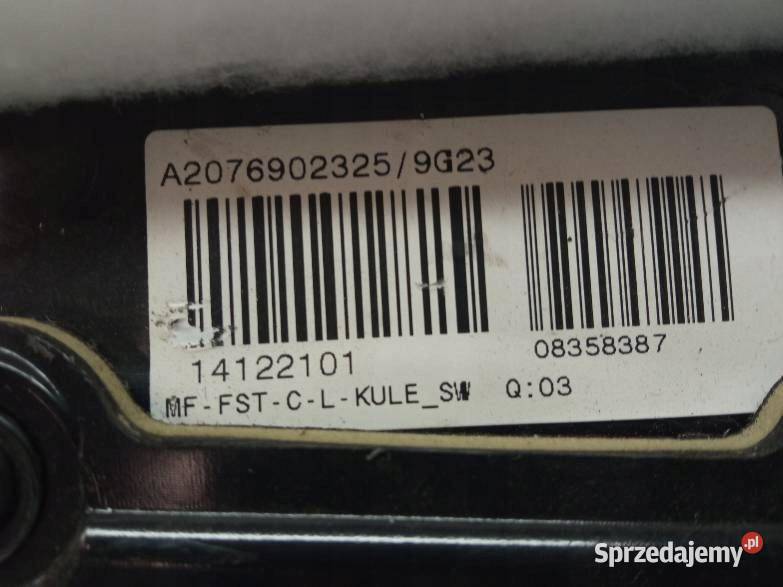 A2076902325/9G23
14122101
08358387
MF-FST-C-L-KULE_SW Q:03
Sprzedajemy.pl